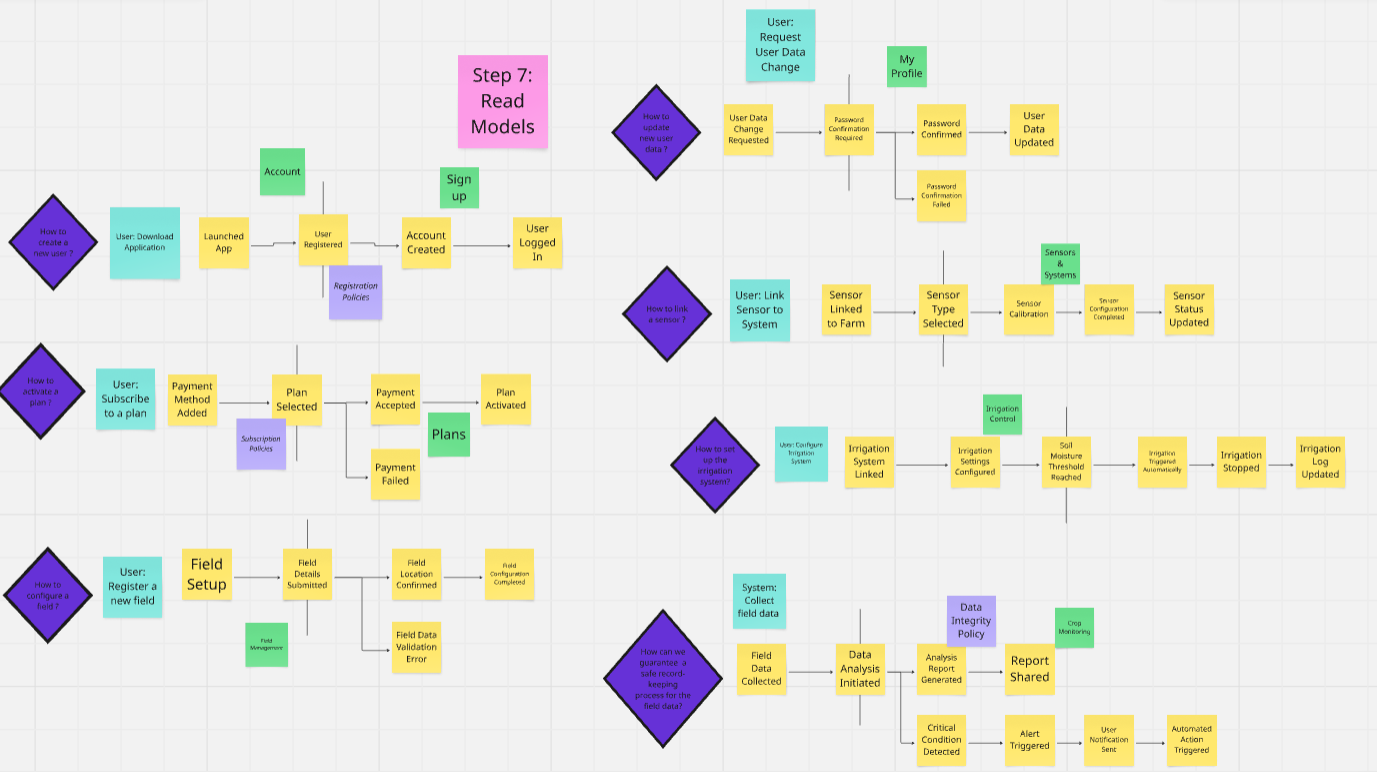 Step 7:
Read
Models
Account
Sign
up
How to
create a
new user ?
User: Download
Application
Launched
App
User
Registered
Account
Created
User
Logged
In
Registration
Policies
How to
activate a
plan ?
User:
Subscribe
to a plan
Payment
Method
Added
Plan
Selected
Payment
Accepted
Plan
Activated
Subscription
Policies
Plans
Payment
Failed
How to
configure a
field ?
User:
Register a
new field
Field
Setup
Field
Details
Submitted
Field
Location
Confirmed
Field
Configuration
Completed
Field
Management
Field Data
Validation
Error
User:
Request
User Data
Change
My
Profile
How to
update
new user
data ?
User Data
Change
Requested
Password
Confirmation
Required
Password
Confirmed
User
Data
Updated
Password
Confirmation
Failed
Sensors
&
Systems
How to link
a sensor ?
User: Link
Sensor to
System
Sensor
Linked
to Farm
Sensor
Type
Selected
Sensor
Calibration
Sensor
Configuration
Completed
Sensor
Status
Updated
Irrigation
Control
How to set
up the
irrigation
system?
User: Configure
Irrigation
System
Irrigation
System
Linked
Irrigation
Settings
Configured
Soil
Moisture
Threshold
Reached
Irrigation
Triggered
Automatically
Irrigation
Stopped
Irrigation
Log
Updated
System:
Collect
field data
Data
Integrity
Policy
Crop
Monitoring
How can we
guarantee a
safe record-
keeping
process for the
field data?
Field
Data
Collected
Data
Analysis
Initiated
Analysis
Report
Generated
Report
Shared
Critical
Condition
Detected
Alert
Triggered
User
Notification
Sent
Automated
Action
Triggered